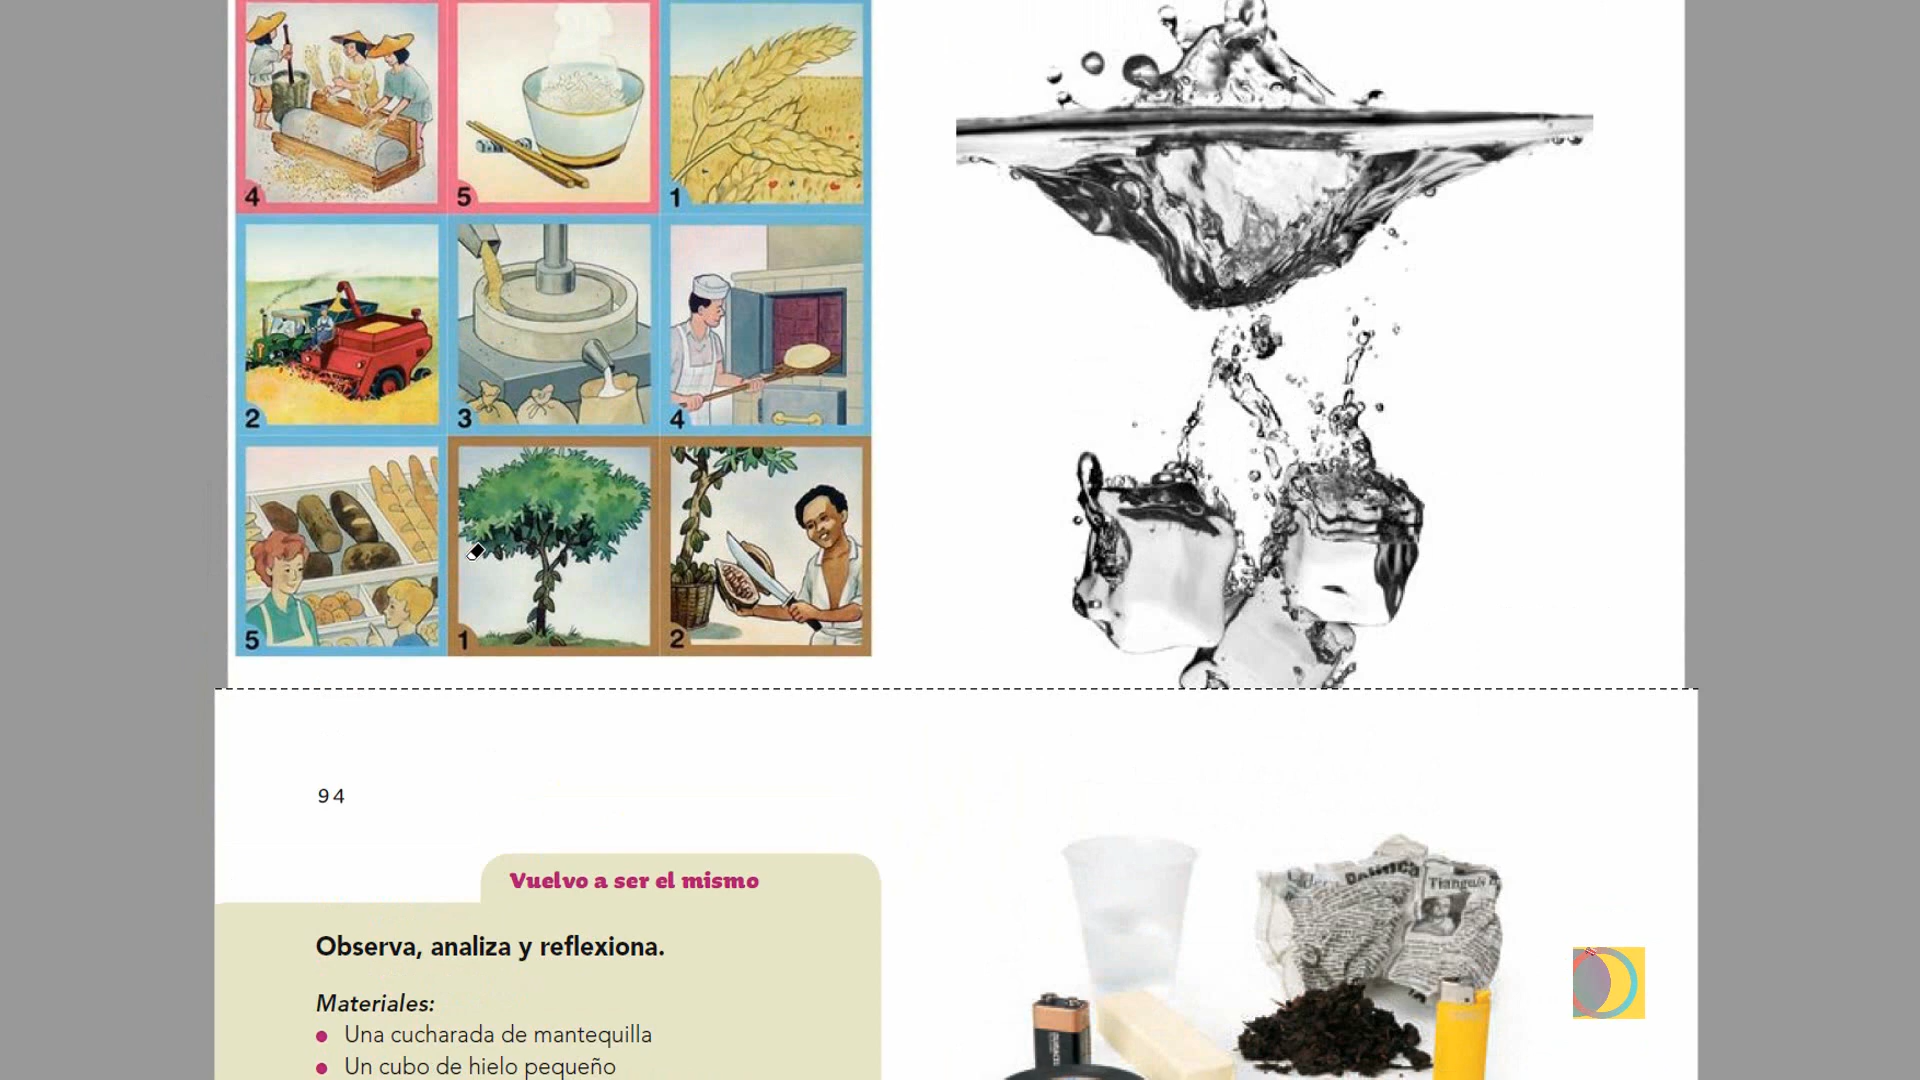 4
5
1
2
3
4
5
1
2
94
Vuelvo a ser el mismo
Observa, analiza y reflexiona.
Materiales:
Una cucharada de mantequilla
Un cubo de hielo pequeño